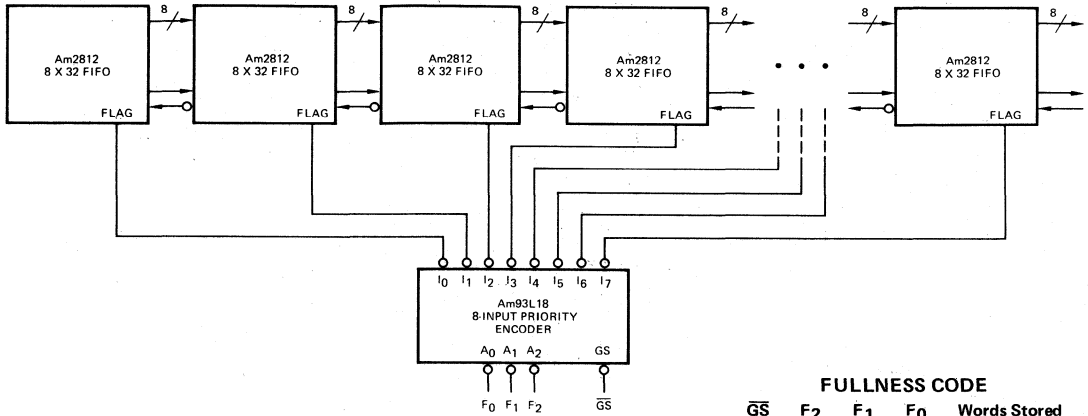 8 8 8 8 8 8
Am2812 Am2812 Am2812 Am2812 Am2812
8 X 32 FIFO 8 X 32 FIFO 8 X 32 FIFO 8 X 32 FIFO 8 X 32 FIFO
FLAG FLAG FLAG FLAG FLAG
I0 I1 I2 I3 I4 I5 I6 I7
Am93L18
8-INPUT PRIORITY
ENCODER
A0 A1 A2 GS
F0 F1 F2 G̅S̅
FULLNESS CODE
G̅S̅ F2 F1 F0 Words Stored